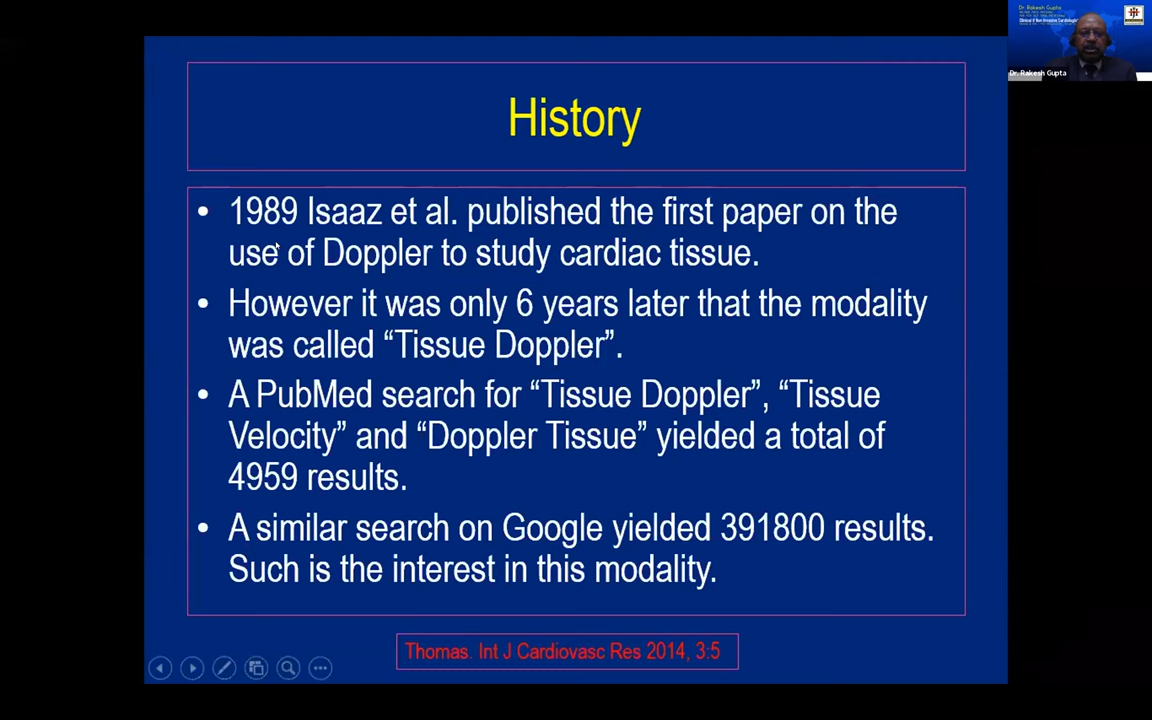 Dr. Rakesh Gupta
History
• 1989 Isaaz et al. published the first paper on the
use of Doppler to study cardiac tissue.
• However it was only 6 years later that the modality
was called “Tissue Doppler”.
• A PubMed search for “Tissue Doppler”, “Tissue
Velocity” and “Doppler Tissue” yielded a total of
4959 results.
• A similar search on Google yielded 391800 results.
Such is the interest in this modality.
Thomas. Int J Cardiovasc Res 2014, 3:5
Dr. Rakesh Gupta